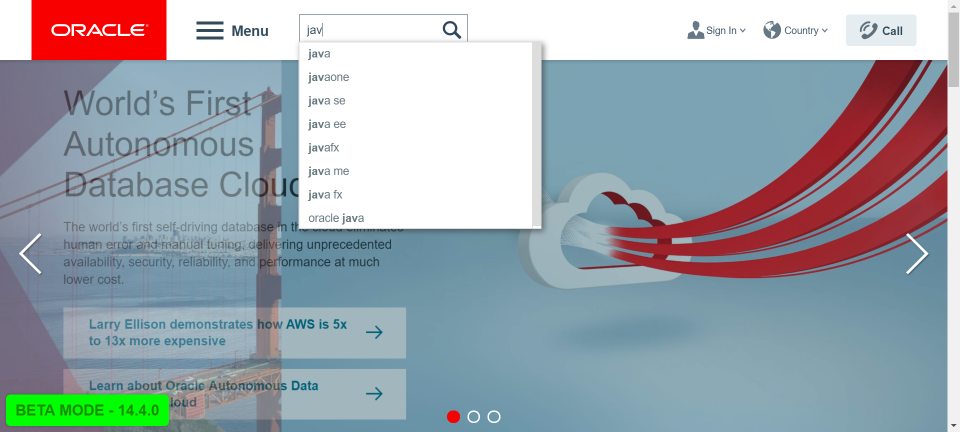 ORACLE
Menu
jav
Sign In
Country
Call
java
javaone
java se
java ee
javafx
java me
java fx
oracle java
World's First
Autonomous
Database Cloud
The world's first self-driving database in the cloud eliminates
human error and manual tuning, delivering unprecedented
availability, security, reliability, and performance at much
lower cost.
Larry Ellison demonstrates how AWS is 5x
to 13x more expensive
Learn about Oracle Autonomous Data
BETA MODE - 14.4.0